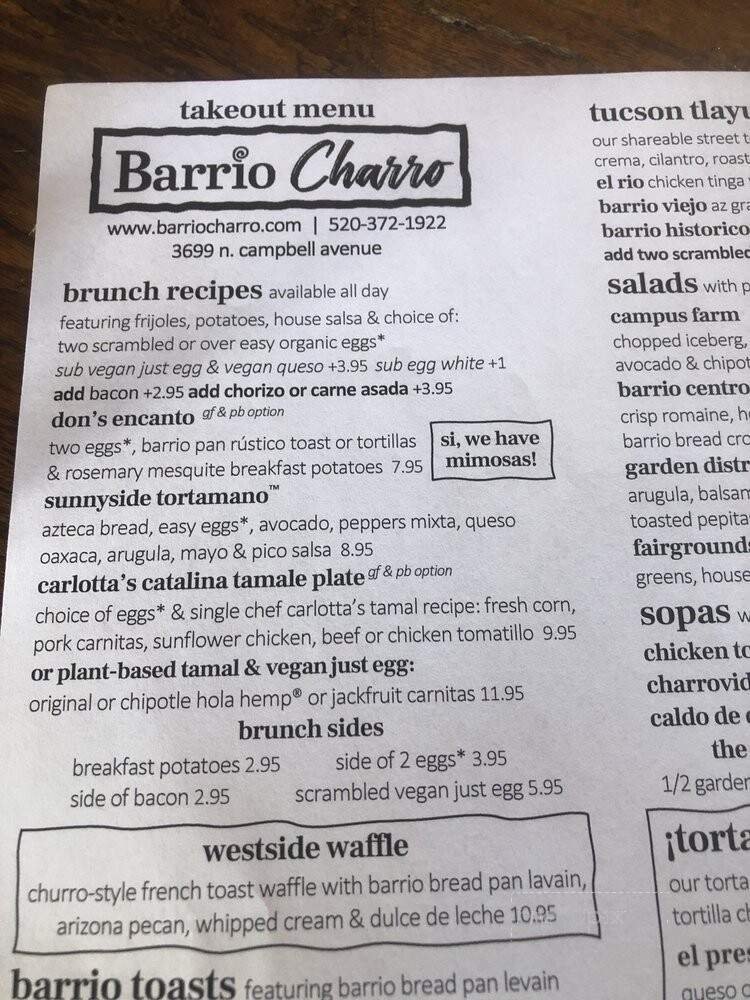 takeout menu
Barrio Charro
www.barriocharro.com | 520-372-1922
3699 n. campbell avenue
brunch recipes available all day
featuring frijoles, potatoes, house salsa & choice of:
two scrambled or over easy organic eggs*
sub vegan just egg & vegan queso +3.95 sub egg white +1
add bacon +2.95 add chorizo or carne asada +3.95
don's encanto gf & pb option
two eggs*, barrio pan rústico toast or tortillas
& rosemary mesquite breakfast potatoes 7.95
si, we have
mimosas!
sunnyside tortamano™
azteca bread, easy eggs*, avocado, peppers mixta, queso
oaxaca, arugula, mayo & pico salsa 8.95
carlotta's catalina tamale plate gf & pb option
choice of eggs* & single chef carlotta's tamal recipe: fresh corn,
pork carnitas, sunflower chicken, beef or chicken tomatillo 9.95
or plant-based tamal & vegan just egg:
original or chipotle hola hemp® or jackfruit carnitas 11.95
brunch sides
breakfast potatoes 2.95 side of 2 eggs* 3.95
side of bacon 2.95 scrambled vegan just egg 5.95
westside waffle
churro-style french toast waffle with barrio bread pan lavain,
arizona pecan, whipped cream & dulce de leche 10.95
barrio toasts featuring barrio bread pan levain
tucson tlayu
our shareable street t
crema, cilantro, roast
el rio chicken tinga
barrio viejo az gra
barrio historico
add two scrambled
salads with p
campus farm
chopped iceberg,
avocado & chipot
barrio centro
crisp romaine, h
barrio bread cro
garden distr
arugula, balsam
toasted pepita
fairgrounds
greens, house
sopas w
chicken to
charrovid
caldo de
the
1/2 garden
¡torta
our torta
tortilla ch
el pres
queso